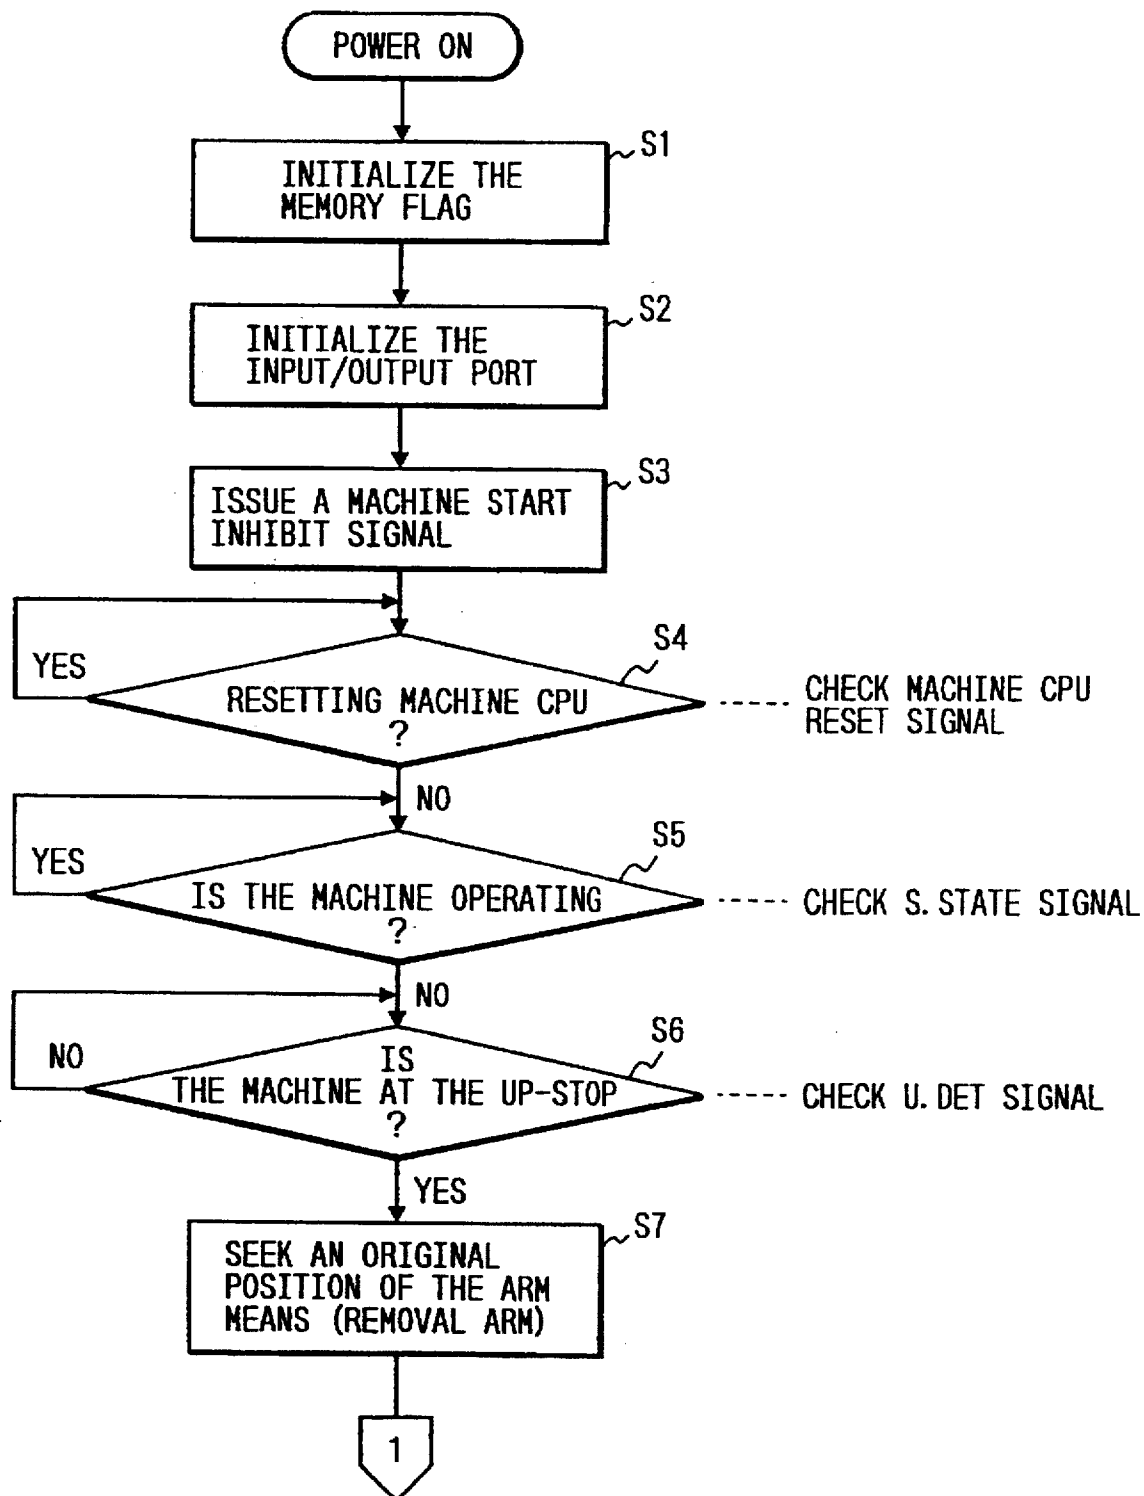 POWER ON
S1
INITIALIZE THE
MEMORY FLAG
S2
INITIALIZE THE
INPUT/OUTPUT PORT
S3
ISSUE A MACHINE START
INHIBIT SIGNAL
S4
YES
RESETTING MACHINE CPU
?
CHECK MACHINE CPU
RESET SIGNAL
NO
S5
YES
IS THE MACHINE OPERATING
?
CHECK S.STATE SIGNAL
NO
S6
NO
IS
THE MACHINE AT THE UP-STOP
?
CHECK U.DET SIGNAL
YES
S7
SEEK AN ORIGINAL
POSITION OF THE ARM
MEANS (REMOVAL ARM)
1